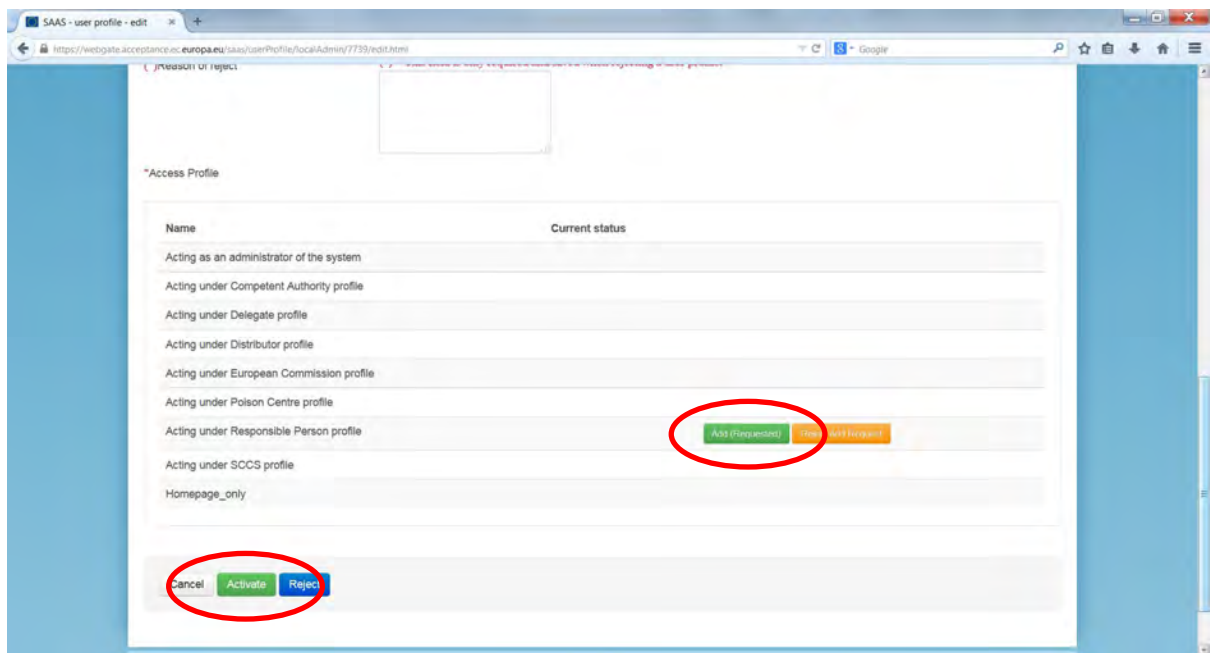 SAAS - user profile - edit
https://webgate.acceptance.ec.europa.eu/saas/userProfile/localAdmin/7739/edit.html
Google
Reason of reject
*Access Profile
Name Current status
Acting as an administrator of the system
Acting under Competent Authority profile
Acting under Delegate profile
Acting under Distributor profile
Acting under European Commission profile
Acting under Poison Centre profile
Acting under Responsible Person profile Add (Requested) Request
Acting under SCCS profile
Homepage_only
Cancel Activate Reject